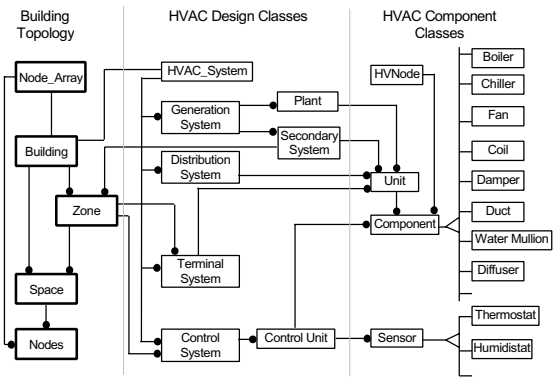 Building
Topology
HVAC Design Classes
HVAC Component
Classes
Node_Array
HVAC_System
HVNode
Boiler
Chiller
Generation
System
Plant
Fan
Building
Secondary
System
Coil
Distribution
System
Unit
Damper
Zone
Component
Duct
Water Mullion
Terminal
System
Diffuser
Space
Thermostat
Nodes
Control
System
Control Unit
Sensor
Humidistat